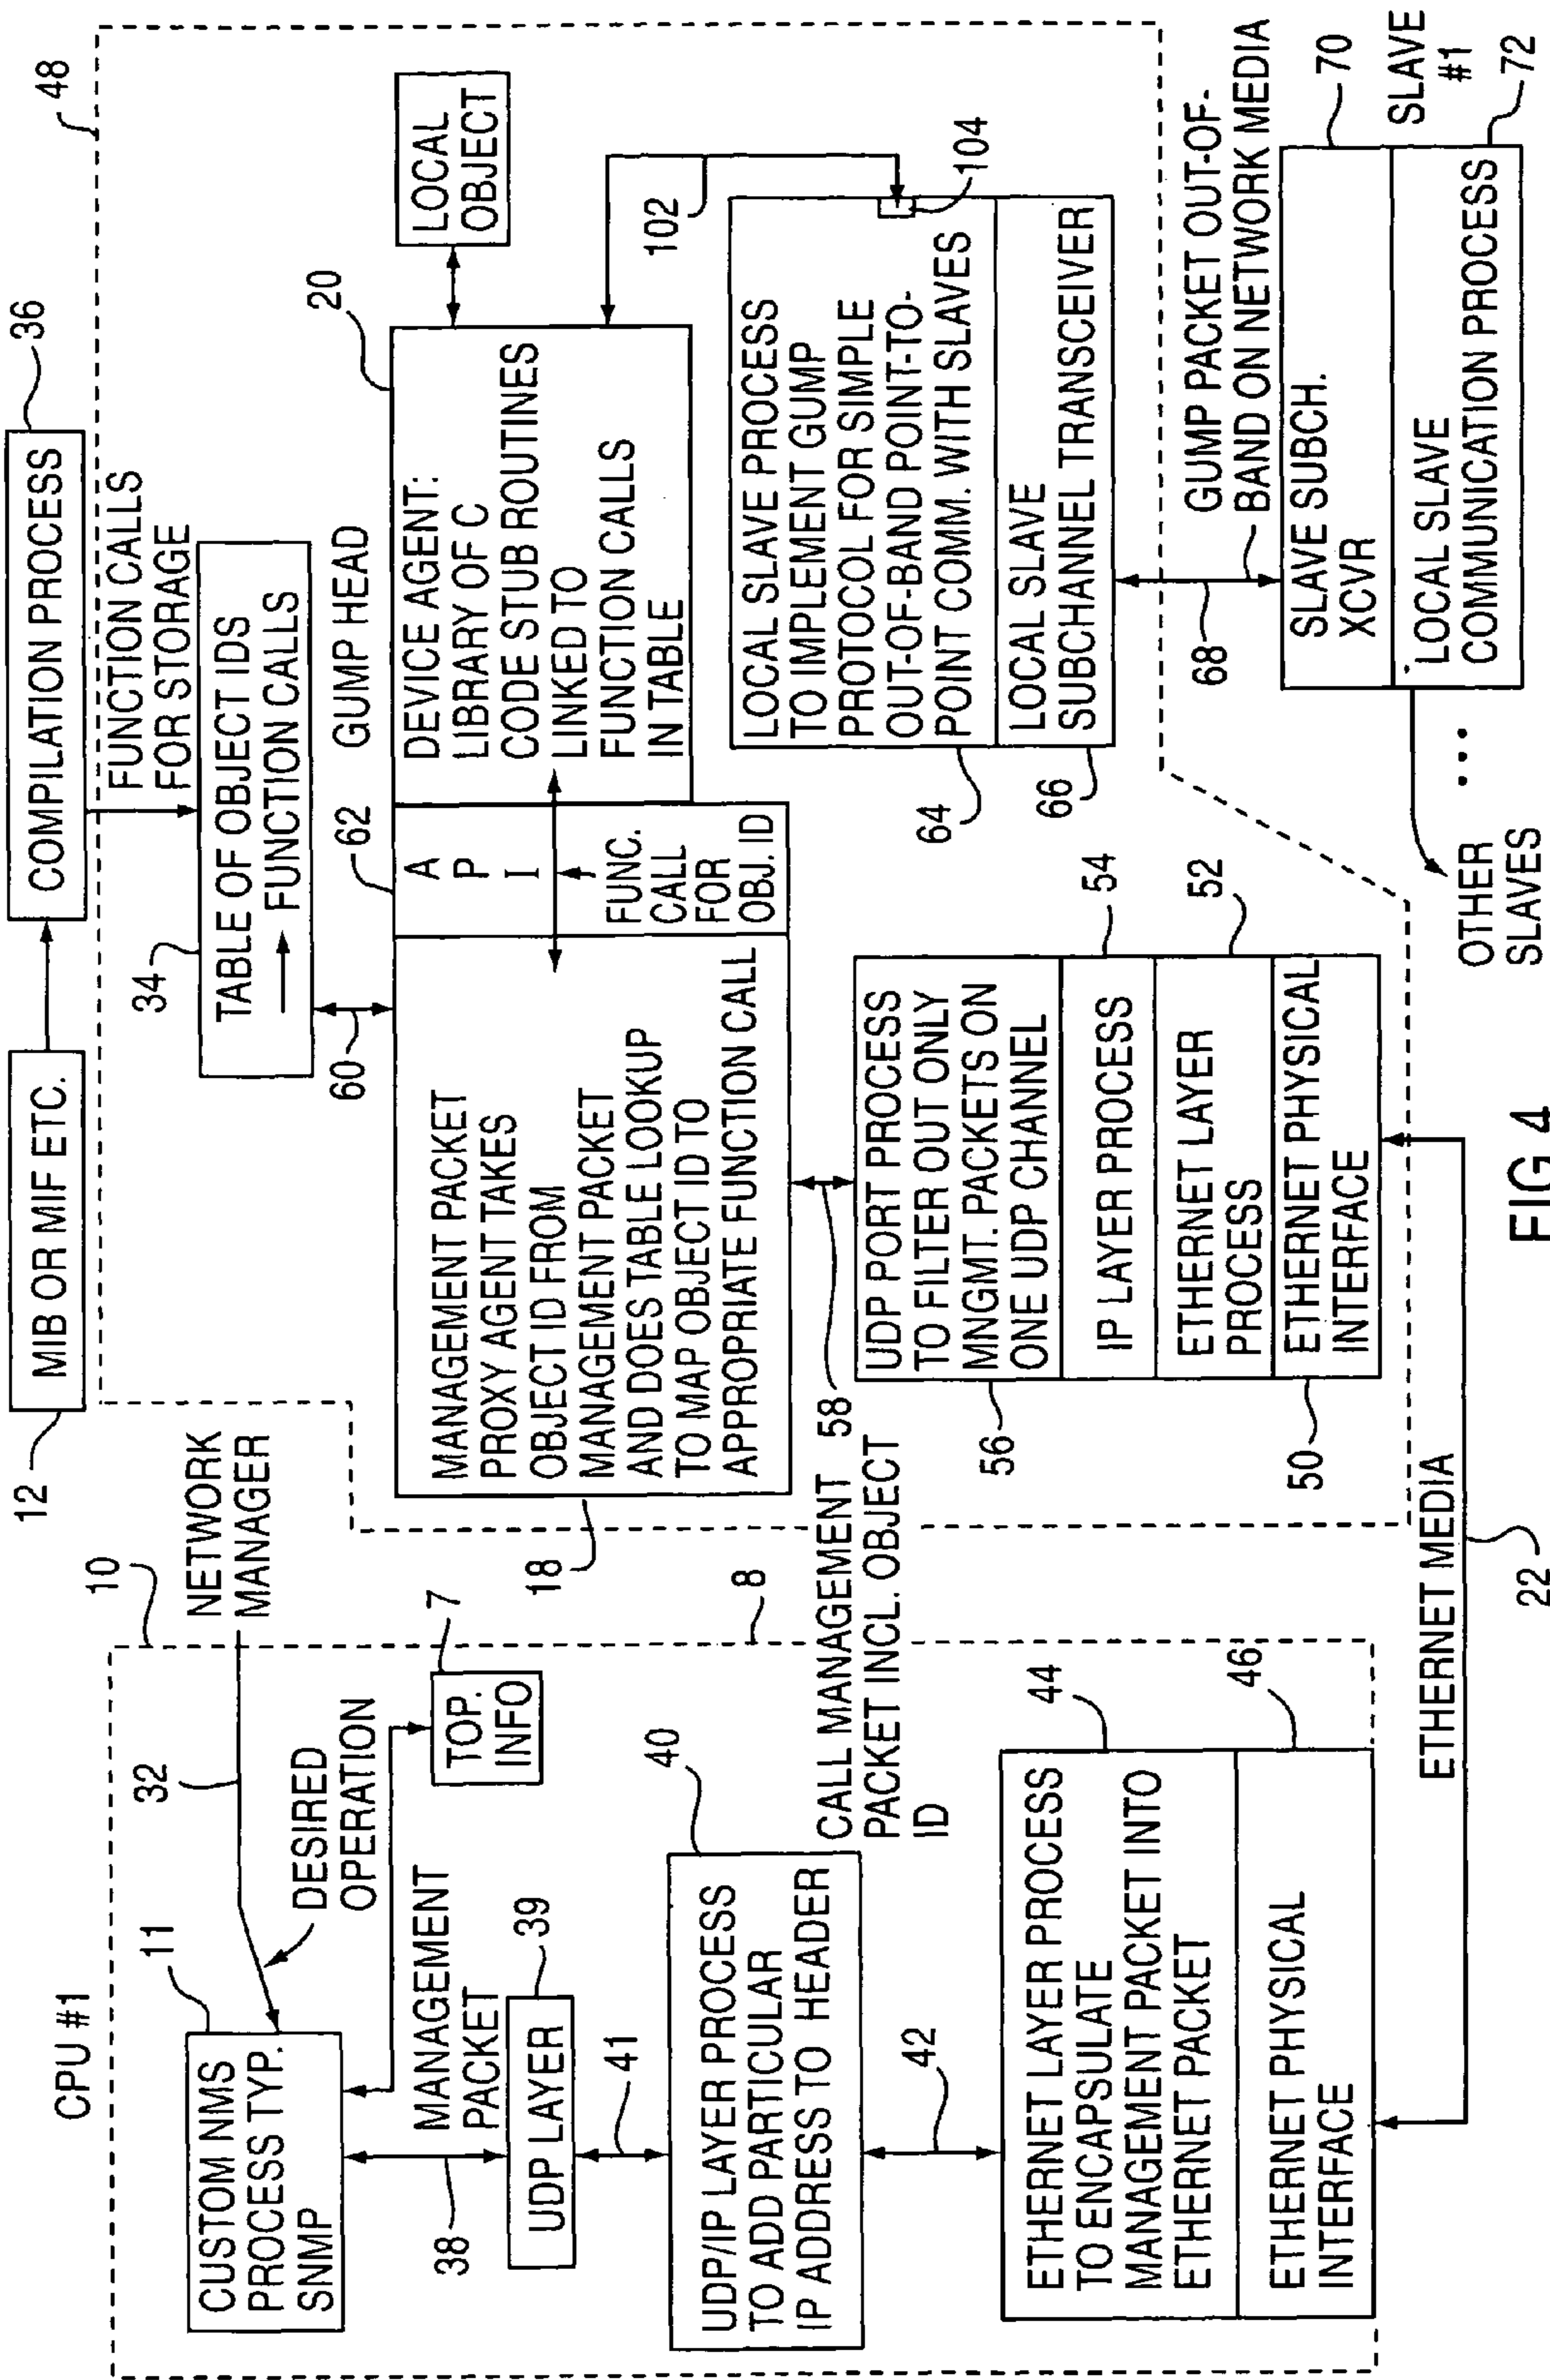 CPU #1
10
11
CUSTOM NMS
PROCESS TYP.
SNMP
32
NETWORK
MANAGER
DESIRED
OPERATION
7
TOP.
INFO
38
MANAGEMENT
PACKET
UDP LAYER
39
41
40
UDP/IP LAYER PROCESS
TO ADD PARTICULAR
IP ADDRESS TO HEADER
42
8
44
ETHERNET LAYER PROCESS
TO ENCAPSULATE
MANAGEMENT PACKET INTO
ETHERNET PACKET
46
ETHERNET PHYSICAL
INTERFACE
ETHERNET MEDIA
22
12
MIB OR MIF ETC.
36
COMPILATION PROCESS
48
FUNCTION CALLS
FOR STORAGE
34
TABLE OF OBJECT IDS
FUNCTION CALLS
60
GUMP HEAD
18
MANAGEMENT PACKET
PROXY AGENT TAKES
OBJECT ID FROM
MANAGEMENT PACKET
AND DOES TABLE LOOKUP
TO MAP OBJECT ID TO
APPROPRIATE FUNCTION CALL
62
A
P
I
FUNC.
CALL
FOR
OBJ. ID
20
DEVICE AGENT:
LIBRARY OF C
CODE STUB ROUTINES
LINKED TO
FUNCTION CALLS
IN TABLE
LOCAL
OBJECT
102
104
CALL MANAGEMENT
PACKET INCL. OBJECT
ID
58
56
UDP PORT PROCESS
TO FILTER OUT ONLY
MNGMT. PACKETS ON
ONE UDP CHANNEL
54
IP LAYER PROCESS
52
ETHERNET LAYER
PROCESS
50
ETHERNET PHYSICAL
INTERFACE
64
LOCAL SLAVE PROCESS
TO IMPLEMENT GUMP
PROTOCOL FOR SIMPLE
OUT-OF-BAND POINT-TO-
POINT COMM. WITH SLAVES
66
LOCAL SLAVE
SUBCHANNEL TRANSCEIVER
68
GUMP PACKET OUT-OF-
BAND ON NETWORK MEDIA
SLAVE SUBCH.
XCVR
70
SLAVE
#1
LOCAL SLAVE
COMMUNICATION PROCESS
72
OTHER
SLAVES
...
FIG. 4